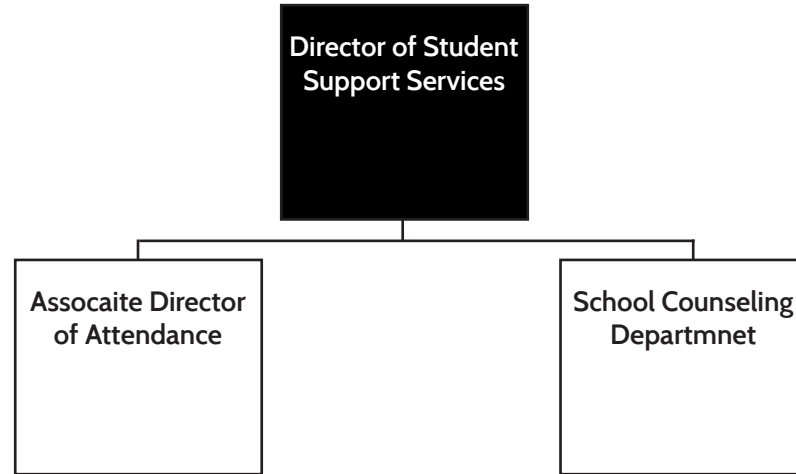 Director of Student
Support Services
Assocaite Director
of Attendance
School Counseling
Departmnet